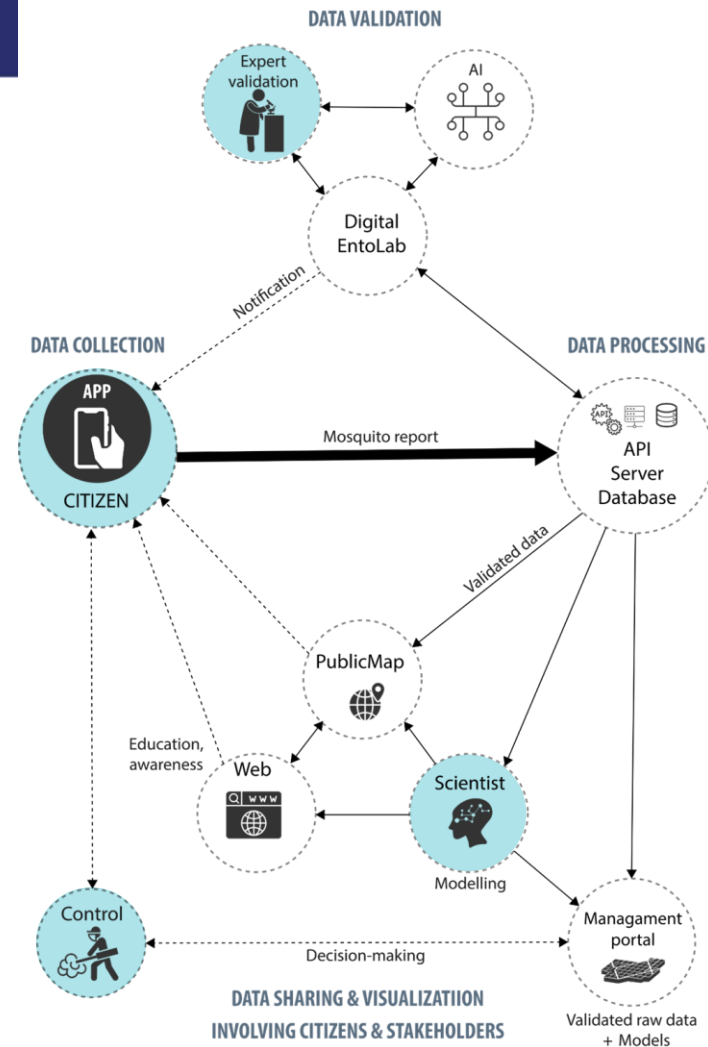 DATA VALIDATION
Expert
validation
AI
Digital
EntoLab
Notification
DATA COLLECTION
DATA PROCESSING
APP
CITIZEN
Mosquito report
API
API
Server
Database
Validated data
PublicMap
Education,
awareness
Web
WWW
Scientist
Modelling
Control
Managament
portal
Decision-making
DATA SHARING & VISUALIZATIION
INVOLVING CITIZENS & STAKEHOLDERS
Validated raw data
+ Models